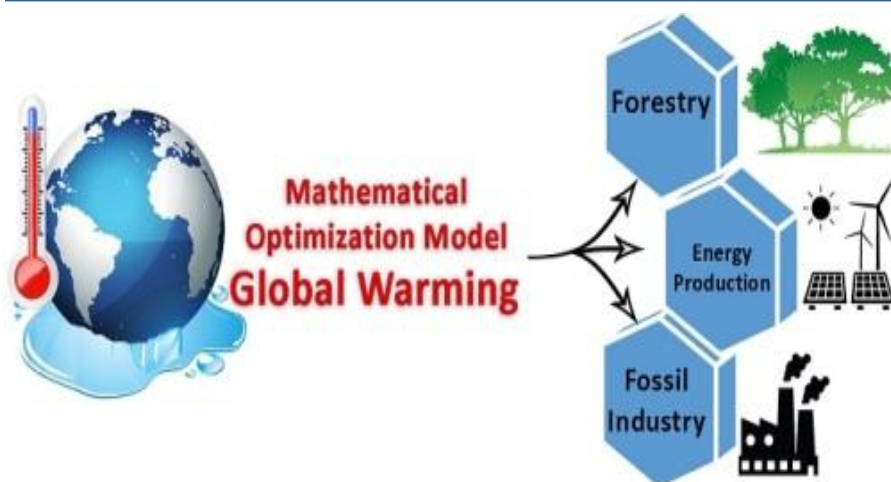 Mathematical
Optimization Model
Global Warming
Forestry
Energy
Production
Fossil
Industry